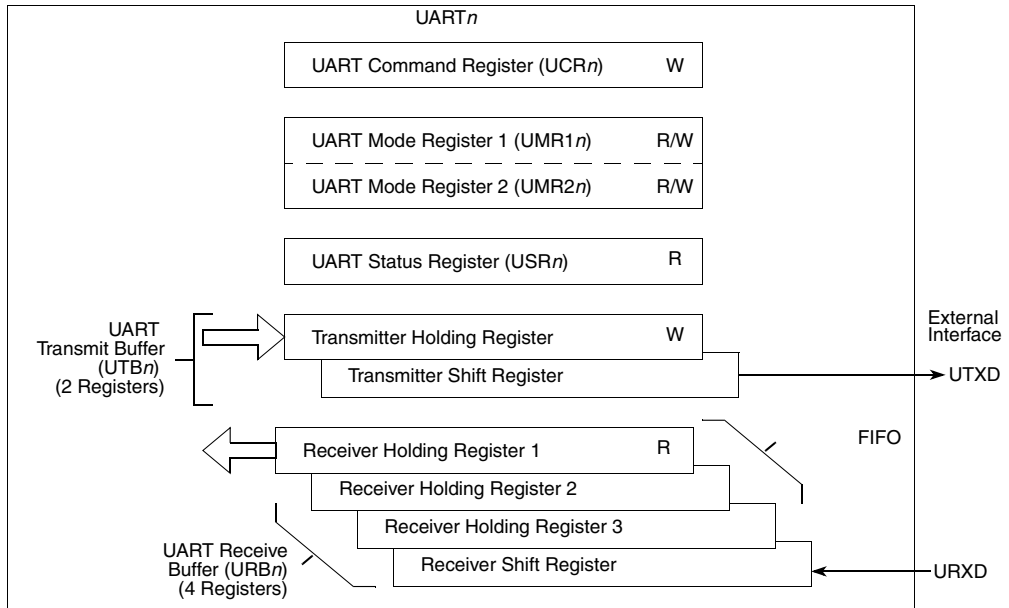 UARTn
UART Command Register (UCRn) W
UART Mode Register 1 (UMR1n) R/W
UART Mode Register 2 (UMR2n) R/W
UART Status Register (USRn) R
UART
Transmit Buffer
(UTBn)
(2 Registers)
Transmitter Holding Register W
Transmitter Shift Register
External
Interface
UTXD
Receiver Holding Register 1 R
FIFO
Receiver Holding Register 2
Receiver Holding Register 3
Receiver Shift Register
UART Receive
Buffer (URBn)
(4 Registers)
URXD